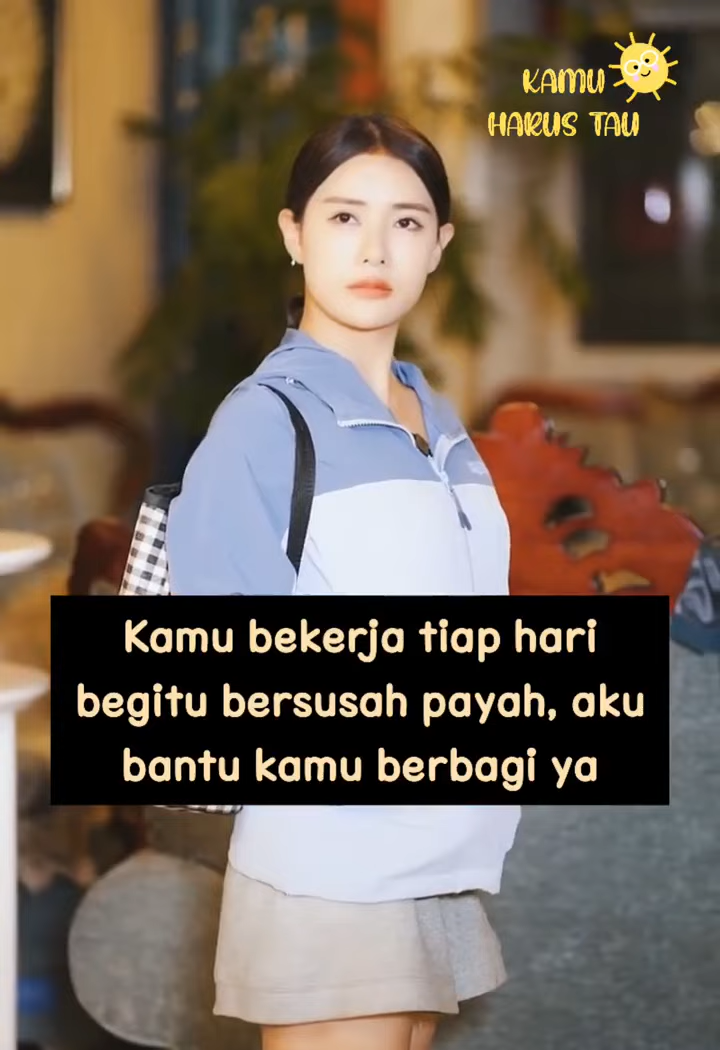 KAMU
HARUS TAU
Kamu bekerja tiap hari
begitu bersusah payah, aku
bantu kamu berbagi ya